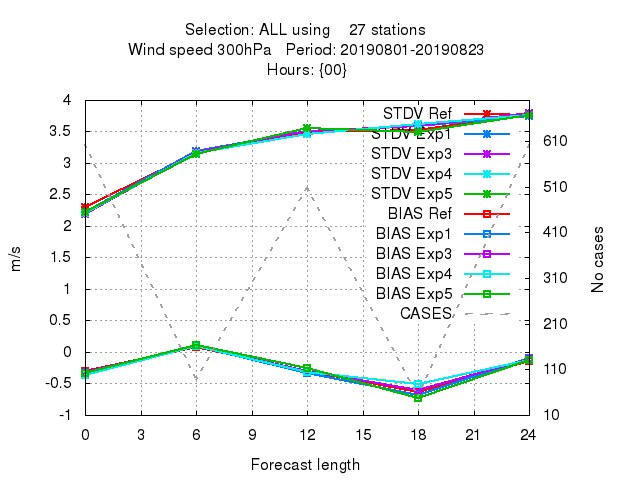 Selection: ALL using    27 stations
Wind speed 300hPa   Period: 20190801-20190823
Hours: {00}
4
3.5
3
2.5
2
1.5
1
0.5
0
-0.5
-1
m/s
STDV Ref
STDV Exp1
STDV Exp3
STDV Exp4
STDV Exp5
BIAS Ref
BIAS Exp1
BIAS Exp3
BIAS Exp4
BIAS Exp5
CASES
610
510
410
310
210
110
10
No cases
0 3 6 9 12 15 18 21 24
Forecast length